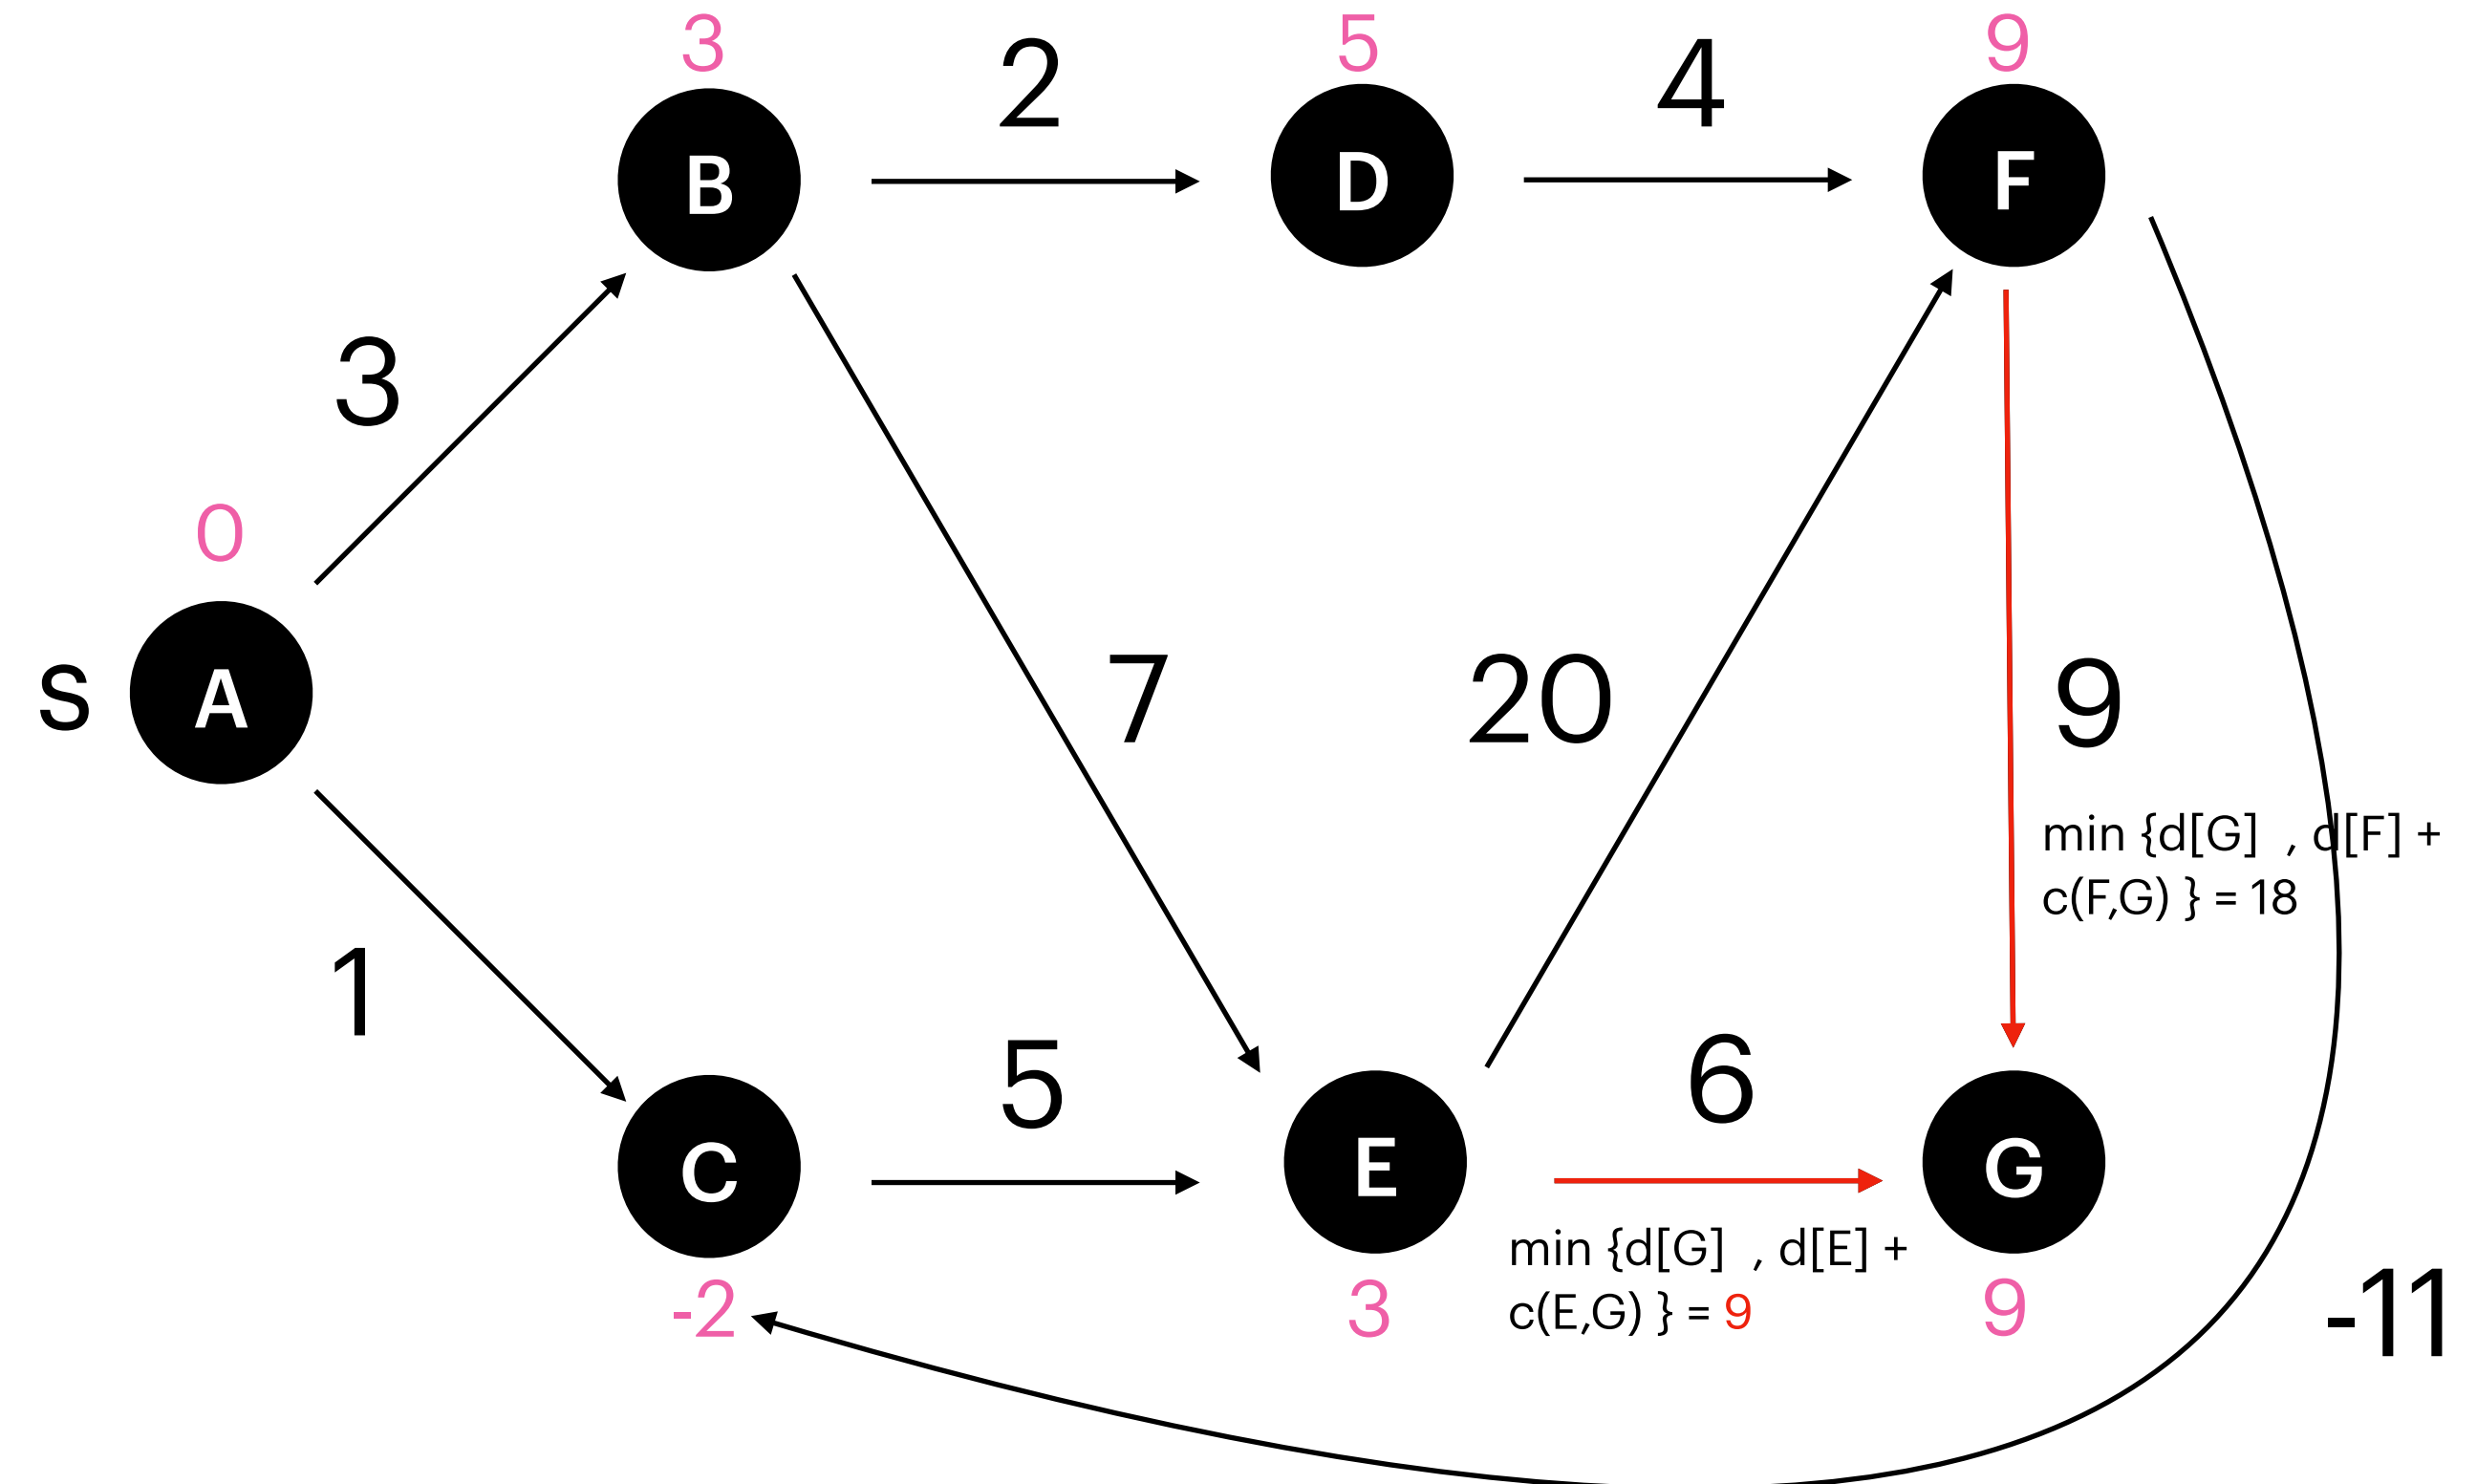 3
2
5
4
9
B
D
F
3
0
S
A
7
20
9
min {d[G] , d[F] +
c(F,G) } = 18
1
5
6
C
E
G
min {d[G] , d[E] +
c(E,G) } = 9
-2
3
9
-11